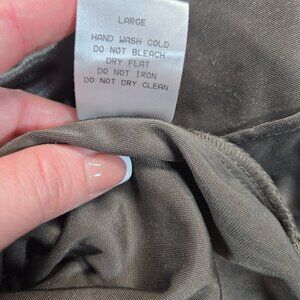 LARGE
HAND WASH COLD
DO NOT BLEACH
DRY FLAT
DO NOT IRON
DO NOT DRY CLEAN